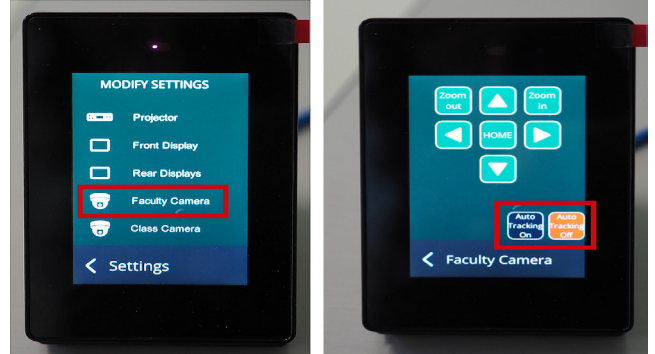 MODIFY SETTINGS
Projector
Front Display
Rear Displays
Faculty Camera
Class Camera
Settings
Zoom
out
Zoom
in
HOME
Auto
Tracking
On
Auto
Tracking
Off
Faculty Camera